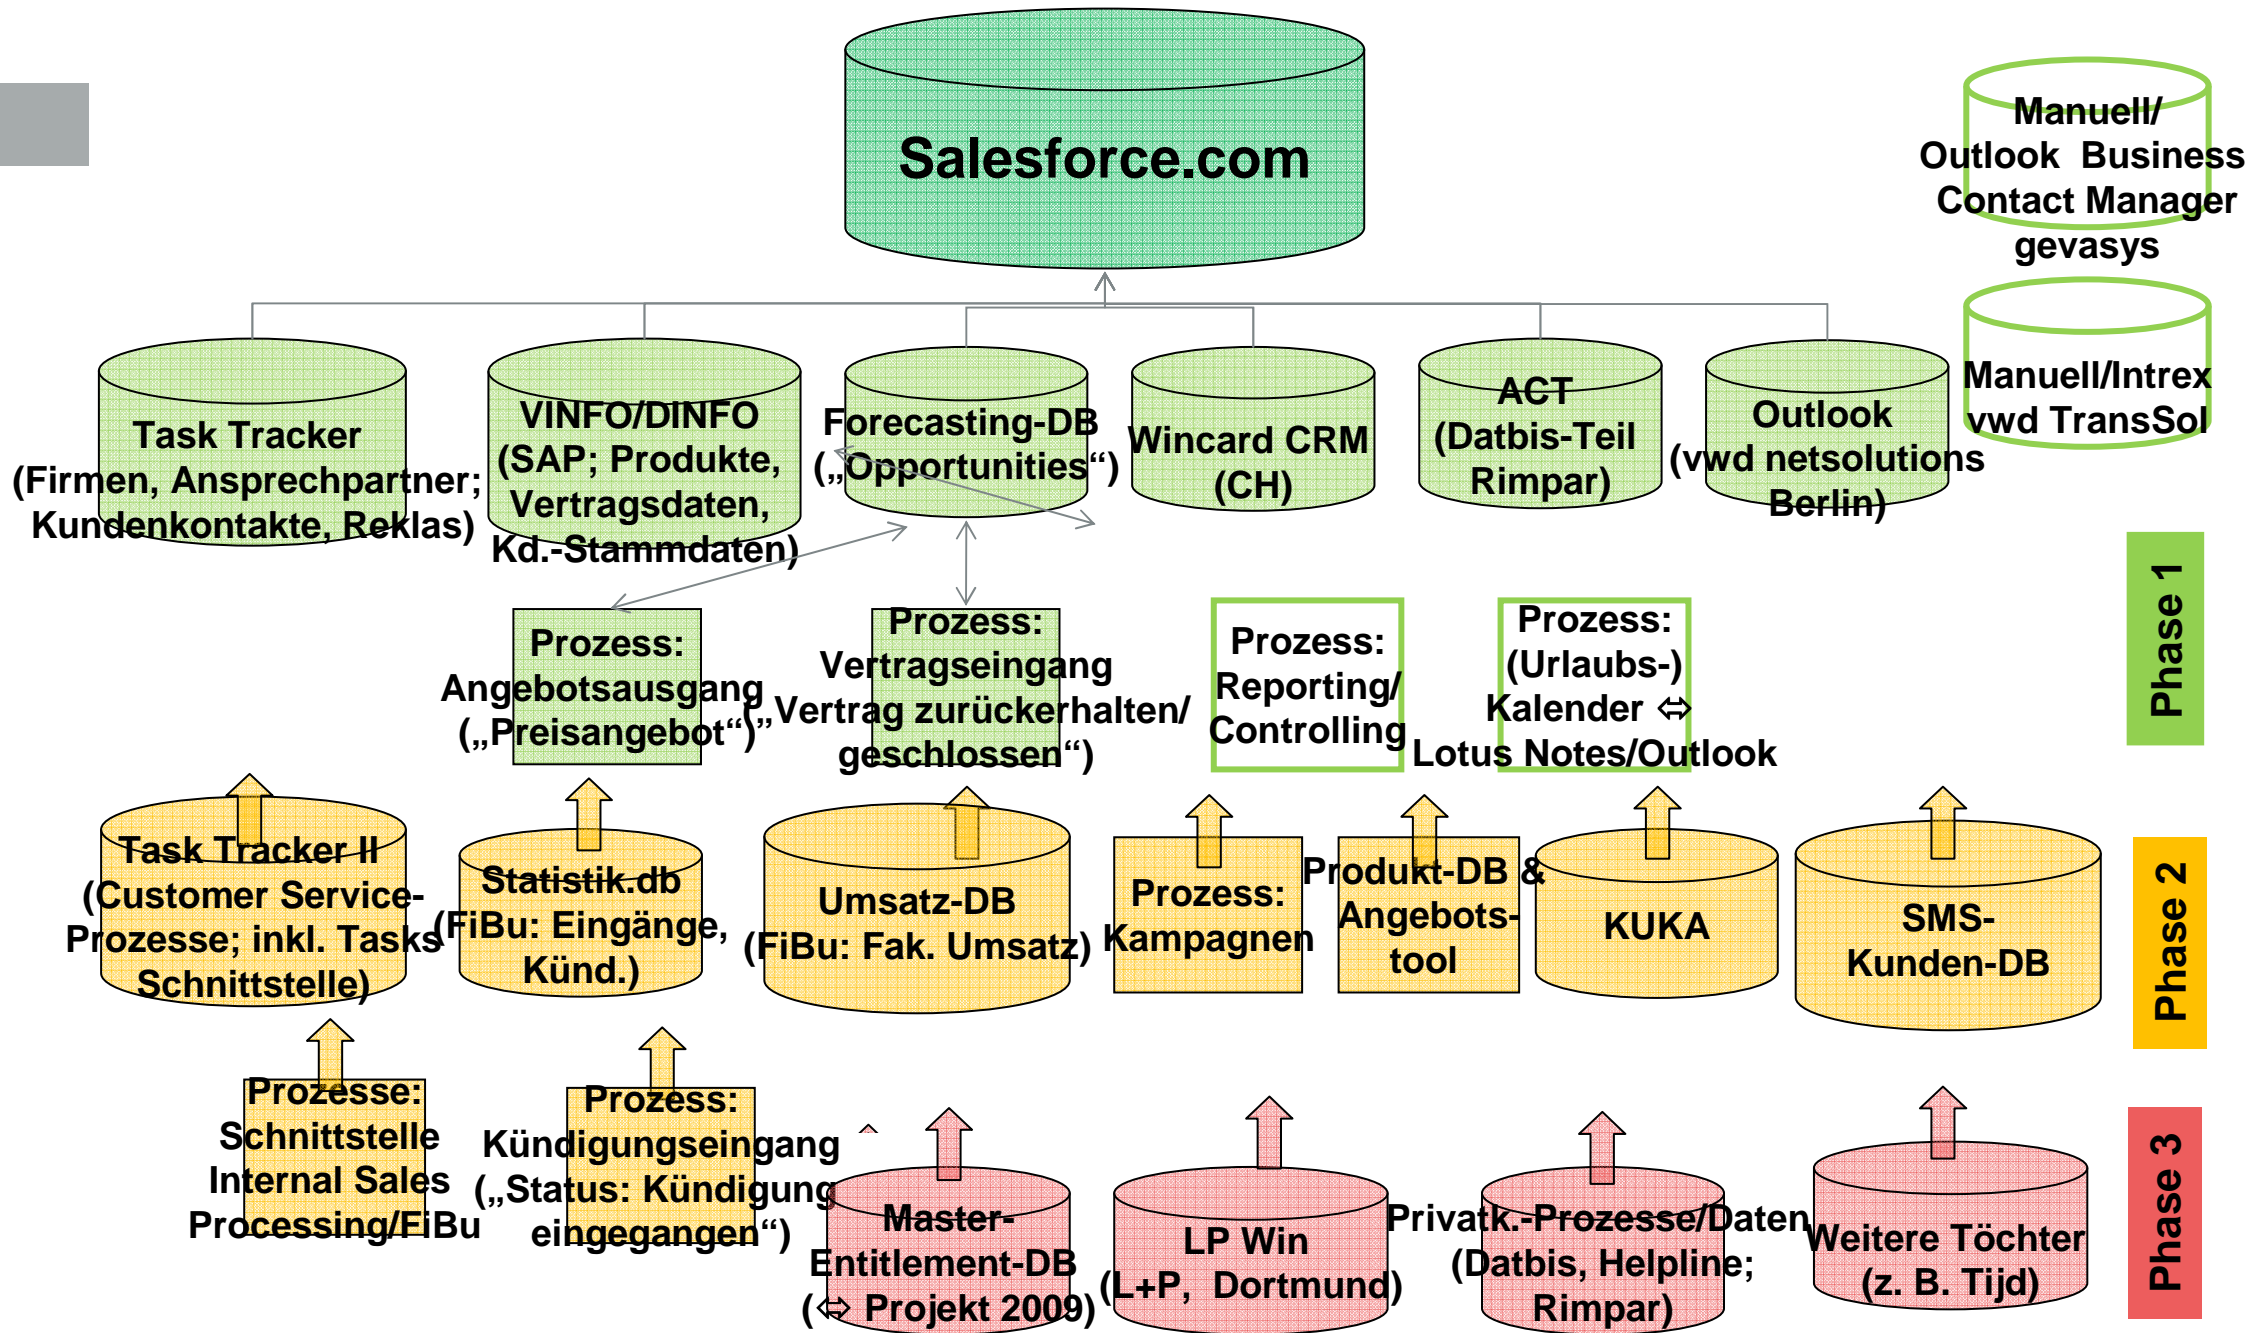 Salesforce.com
Manuell/
Outlook  Business
Contact Manager
gevasys
Manuell/Intrex
vwd TransSol
Task Tracker
(Firmen, Ansprechpartner;
Kundenkontakte, Reklas)
VINFO/DINFO
(SAP; Produkte,
Vertragsdaten,
Kd.-Stammdaten)
Forecasting-DB
(„Opportunities“)
Wincard CRM
(CH)
ACT
(Datbis-Teil
Rimpar)
Outlook
(vwd netsolutions
Berlin)
Phase 1
Prozess:
Angebotsausgang
(„Preisangebot“)”
Prozess:
Vertragseingang
(„Vertrag zurückerhalten/
geschlossen“)
Prozess:
Reporting/
Controlling
Prozess:
(Urlaubs-)
Kalender ⇔
Lotus Notes/Outlook
Task Tracker II
(Customer Service-
Prozesse; inkl. Tasks
Schnittstelle)
Statistik.db
(FiBu: Eingänge,
Künd.)
Umsatz-DB
(FiBu: Fak. Umsatz)
Prozess:
Kampagnen
Produkt-DB &
Angebots-
tool
KUKA
SMS-
Kunden-DB
Phase 2
Prozesse:
Schnittstelle
Internal Sales
Processing/FiBu
Prozess:
Kündigungseingang
(„Status: Kündigung
eingegangen“)
Master-
Entitlement-DB
(⇔ Projekt 2009)
LP Win
(L+P,  Dortmund)
Privatk.-Prozesse/Daten
(Datbis, Helpline;
Rimpar)
Weitere Töchter
(z. B. Tijd)
Phase 3